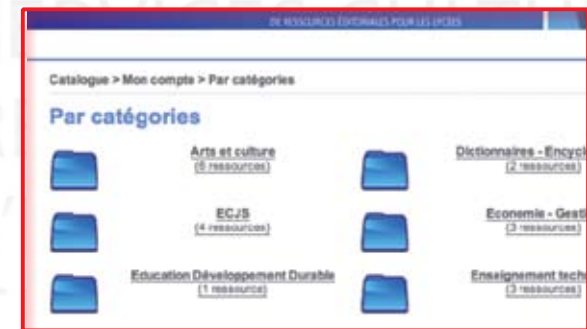 DE RESSOURCES ÉDITORIALES POUR LES LYCÉES
Catalogue > Mon compte > Par catégories
Par catégories
Arts et culture
(6 ressources)
Dictionnaires - Encycl
(2 ressources)
ECJS
(4 ressources)
Economie - Gesti
(3 ressources)
Education Développement Durable
(1 ressource)
Enseignement tech
(3 ressources)